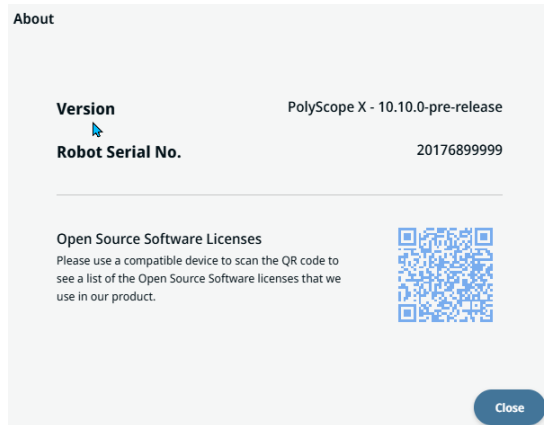 About
Version
PolyScope X - 10.10.0-pre-release
Robot Serial No.
20176899999
Open Source Software Licenses
Please use a compatible device to scan the QR code to
see a list of the Open Source Software licenses that we
use in our product.
Close